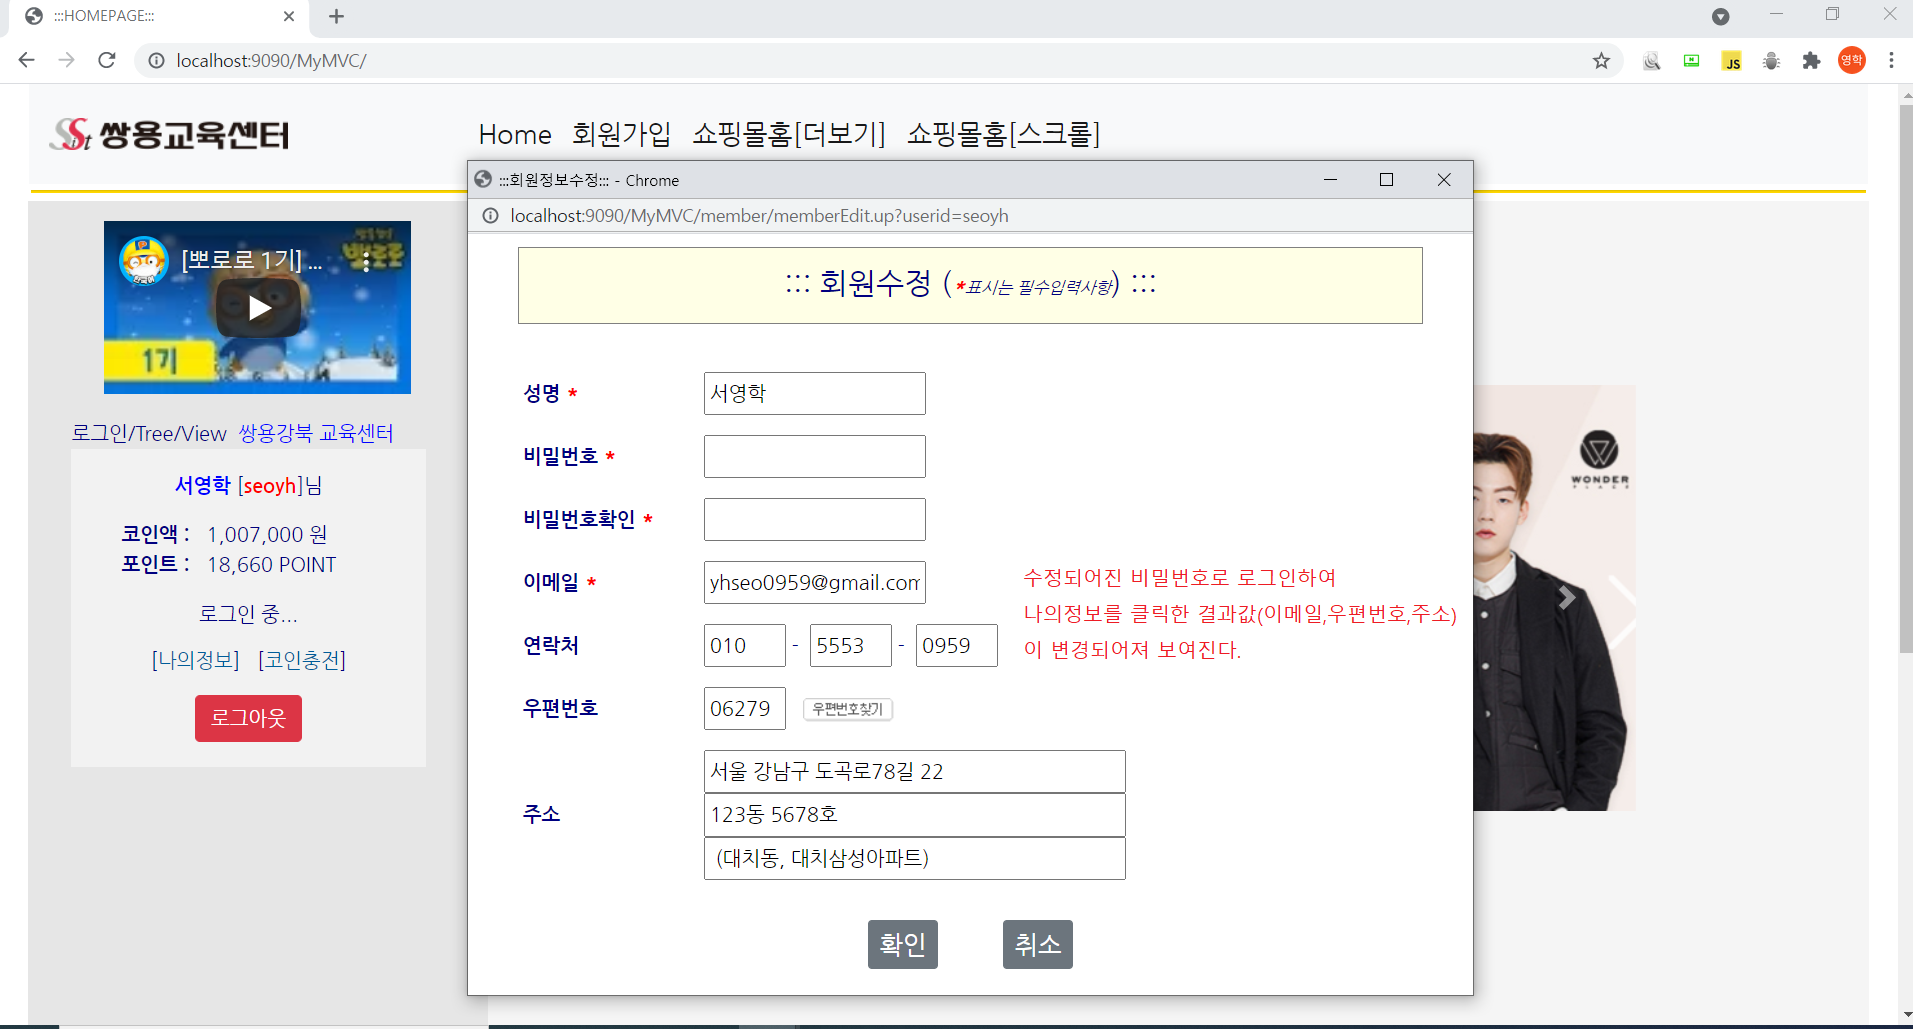 :::HOMEPAGE:::
localhost:9090/MyMVC/
JS
영학
SSit 쌍용교육센터
Home 회원가입 쇼핑몰홈[더보기] 쇼핑몰홈[스크롤]
:::회원정보수정::: - Chrome
localhost:9090/MyMVC/member/memberEdit.up?userid=seoyh
[뽀로로 1기] ...
뽀로로
1기
로그인/Tree/View 쌍용강북 교육센터
서영학 [seoyh]님
코인액 : 1,007,000 원
포인트 : 18,660 POINT
로그인 중...
[나의정보] [코인충전]
로그아웃
::: 회원수정 (*표시는 필수입력사항) :::
성명 * 서영학
비밀번호 *
비밀번호확인 *
이메일 * yhseo0959@gmail.com
연락처 010 - 5553 - 0959
우편번호 06279 우편번호찾기
주소
서울 강남구 도곡로78길 22
123동 5678호
(대치동, 대치삼성아파트)
수정되어진 비밀번호로 로그인하여
나의정보를 클릭한 결과값(이메일,우편번호,주소)
이 변경되어져 보여진다.
확인 취소
WONDER
PLACE